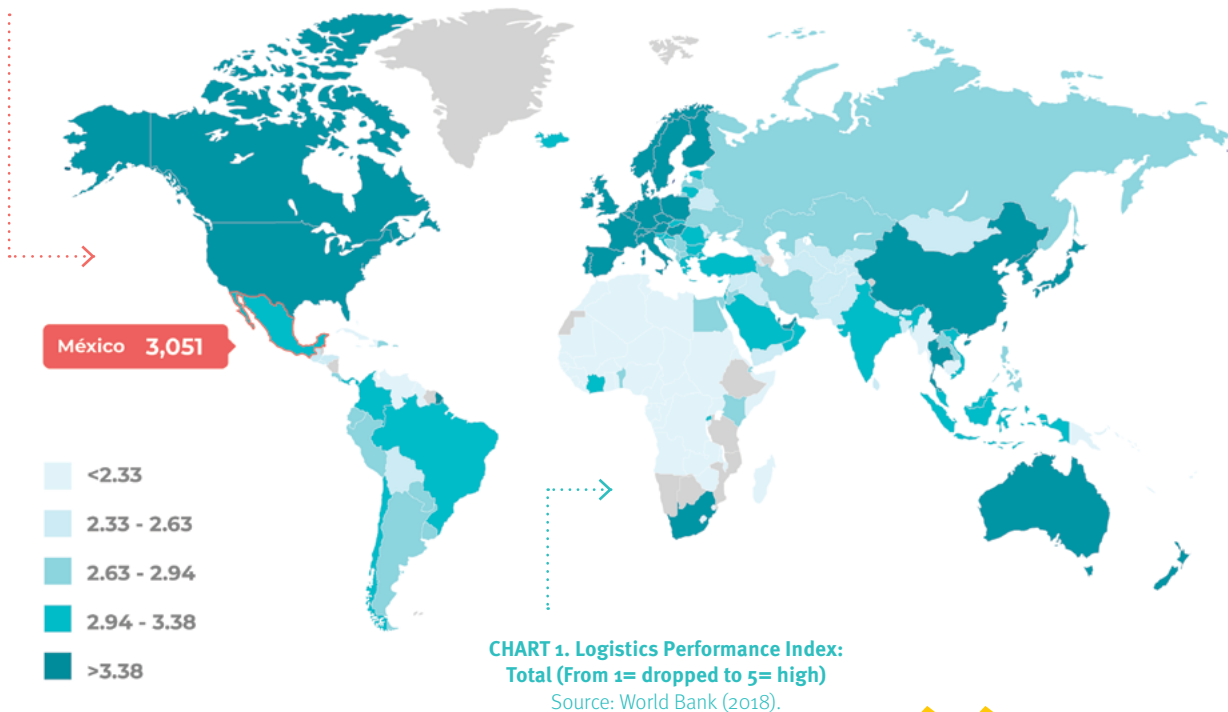 México 3,051
<2.33
2.33 - 2.63
2.63 - 2.94
2.94 - 3.38
>3.38
CHART 1. Logistics Performance Index:
Total (From 1= dropped to 5= high)
Source: World Bank (2018).